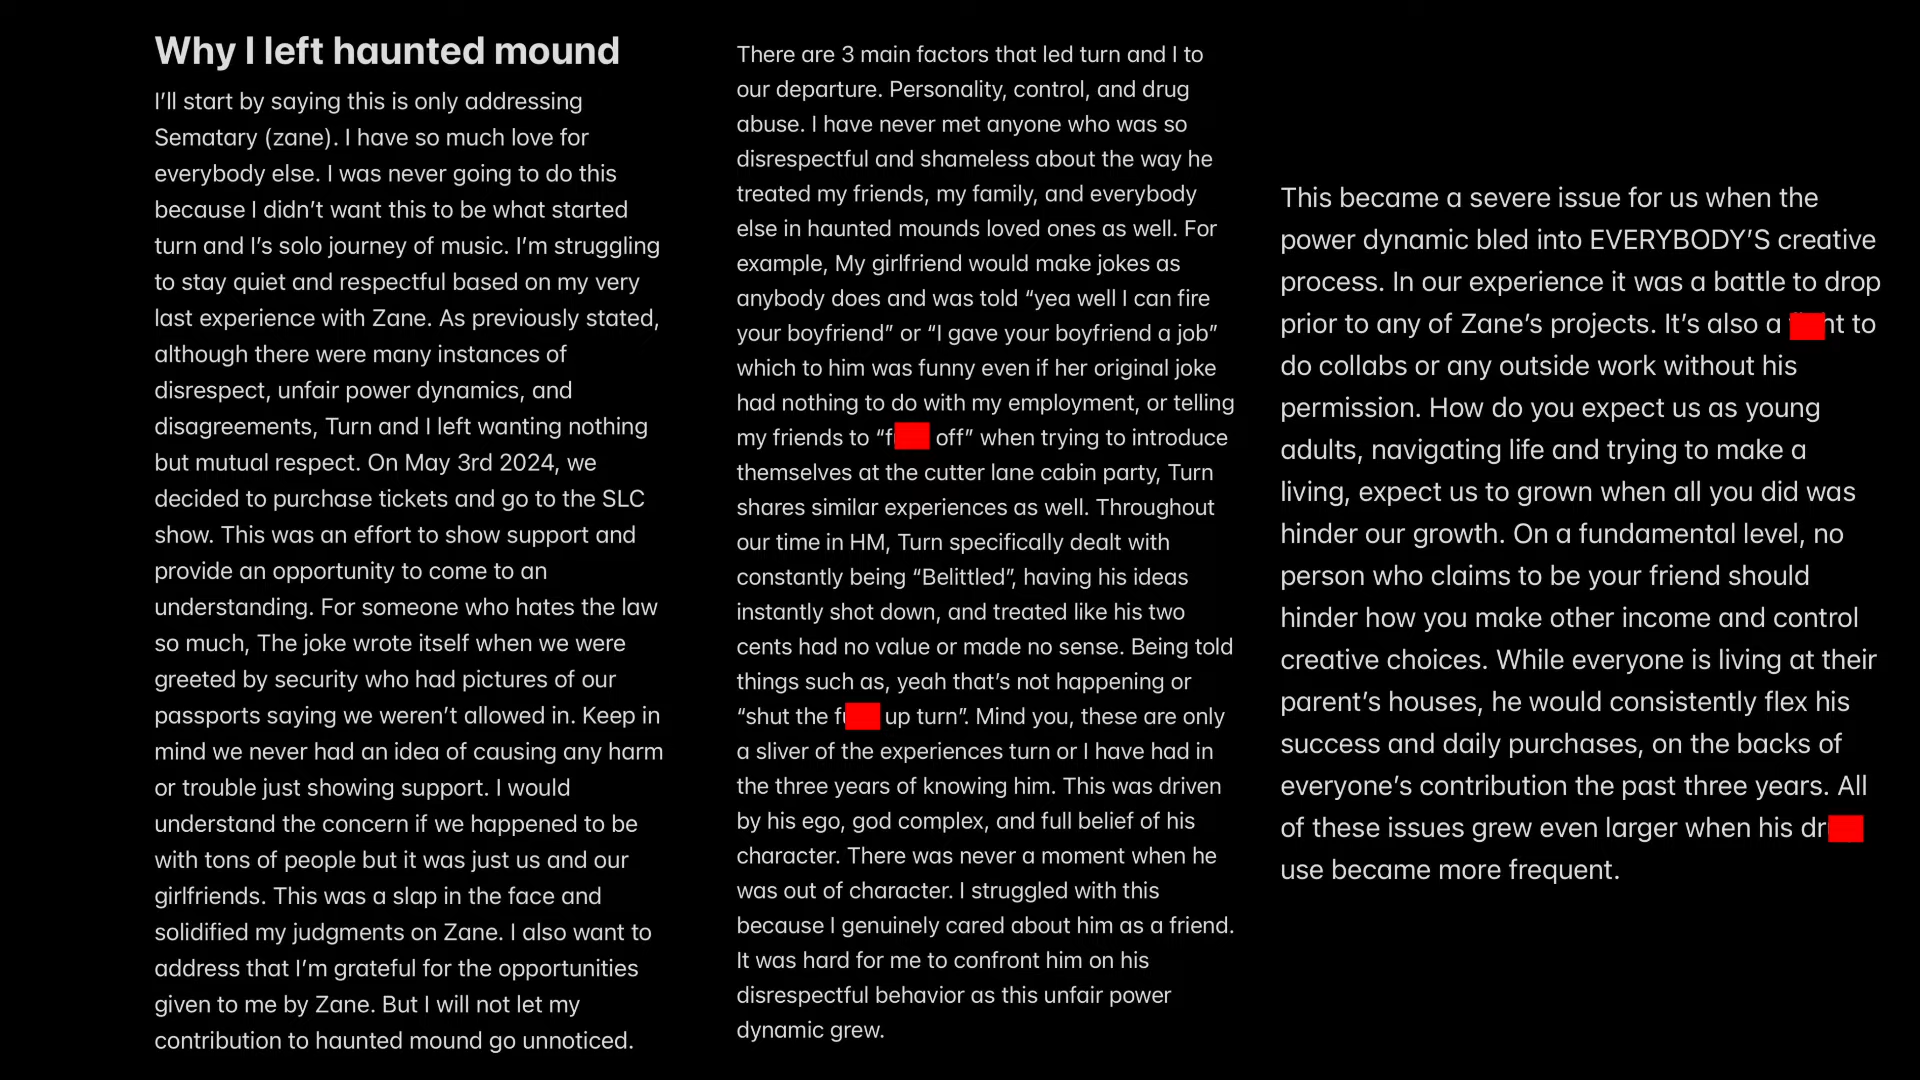 Why I left haunted mound
I’ll start by saying this is only addressing
Sematary (zane). I have so much love for
everybody else. I was never going to do this
because I didn’t want this to be what started
turn and I’s solo journey of music. I’m struggling
to stay quiet and respectful based on my very
last experience with Zane. As previously stated,
although there were many instances of
disrespect, unfair power dynamics, and
disagreements, Turn and I left wanting nothing
but mutual respect. On May 3rd 2024, we
decided to purchase tickets and go to the SLC
show. This was an effort to show support and
provide an opportunity to come to an
understanding. For someone who hates the law
so much, The joke wrote itself when we were
greeted by security who had pictures of our
passports saying we weren’t allowed in. Keep in
mind we never had an idea of causing any harm
or trouble just showing support. I would
understand the concern if we happened to be
with tons of people but it was just us and our
girlfriends. This was a slap in the face and
solidified my judgments on Zane. I also want to
address that I’m grateful for the opportunities
given to me by Zane. But I will not let my
contribution to haunted mound go unnoticed.
There are 3 main factors that led turn and I to
our departure. Personality, control, and drug
abuse. I have never met anyone who was so
disrespectful and shameless about the way he
treated my friends, my family, and everybody
else in haunted mounds loved ones as well. For
example, My girlfriend would make jokes as
anybody does and was told “yea well I can fire
your boyfriend” or “I gave your boyfriend a job”
which to him was funny even if her original joke
had nothing to do with my employment, or telling
my friends to “f off” when trying to introduce
themselves at the cutter lane cabin party, Turn
shares similar experiences as well. Throughout
our time in HM, Turn specifically dealt with
constantly being “Belittled”, having his ideas
instantly shot down, and treated like his two
cents had no value or made no sense. Being told
things such as, yeah that’s not happening or
“shut the f up turn”. Mind you, these are only
a sliver of the experiences turn or I have had in
the three years of knowing him. This was driven
by his ego, god complex, and full belief of his
character. There was never a moment when he
was out of character. I struggled with this
because I genuinely cared about him as a friend.
It was hard for me to confront him on his
disrespectful behavior as this unfair power
dynamic grew.
This became a severe issue for us when the
power dynamic bled into EVERYBODY’S creative
process. In our experience it was a battle to drop
prior to any of Zane’s projects. It’s also a ht to
do collabs or any outside work without his
permission. How do you expect us as young
adults, navigating life and trying to make a
living, expect us to grown when all you did was
hinder our growth. On a fundamental level, no
person who claims to be your friend should
hinder how you make other income and control
creative choices. While everyone is living at their
parent’s houses, he would consistently flex his
success and daily purchases, on the backs of
everyone’s contribution the past three years. All
of these issues grew even larger when his dr
use became more frequent.